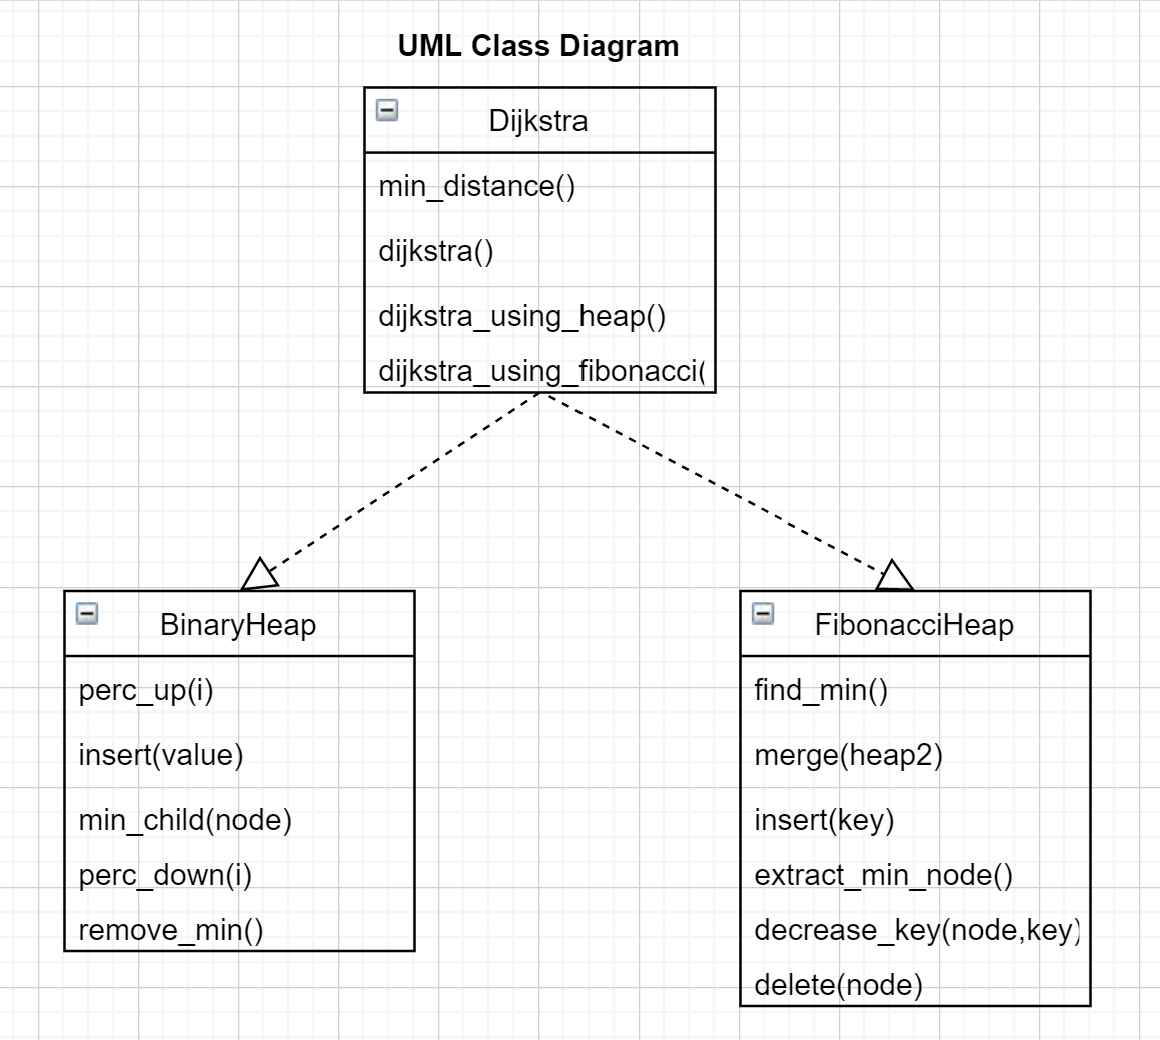 UML Class Diagram
Dijkstra
min_distance()
dijkstra()
dijkstra_using_heap()
dijkstra_using_fibonacci(
BinaryHeap
perc_up(i)
insert(value)
min_child(node)
perc_down(i)
remove_min()
FibonacciHeap
find_min()
merge(heap2)
insert(key)
extract_min_node()
decrease_key(node,key)
delete(node)